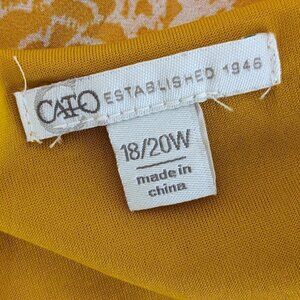 CATO ESTABLISHED 1946
18/20W
made in
china